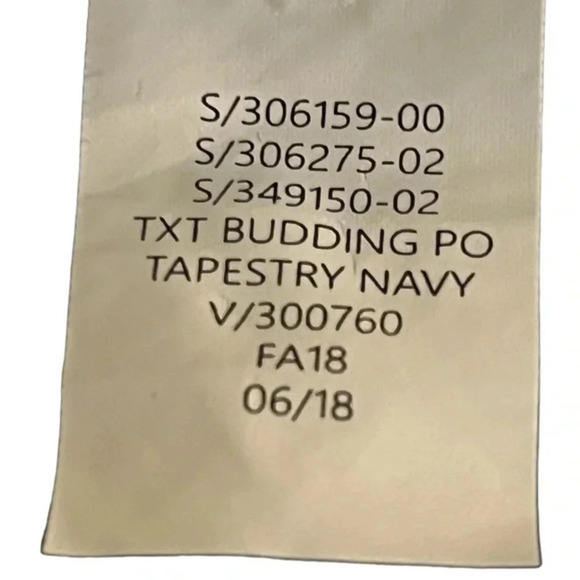 S/306159-00
S/306275-02
S/349150-02
TXT BUDDING PO
TAPESTRY NAVY
V/300760
FA18
06/18